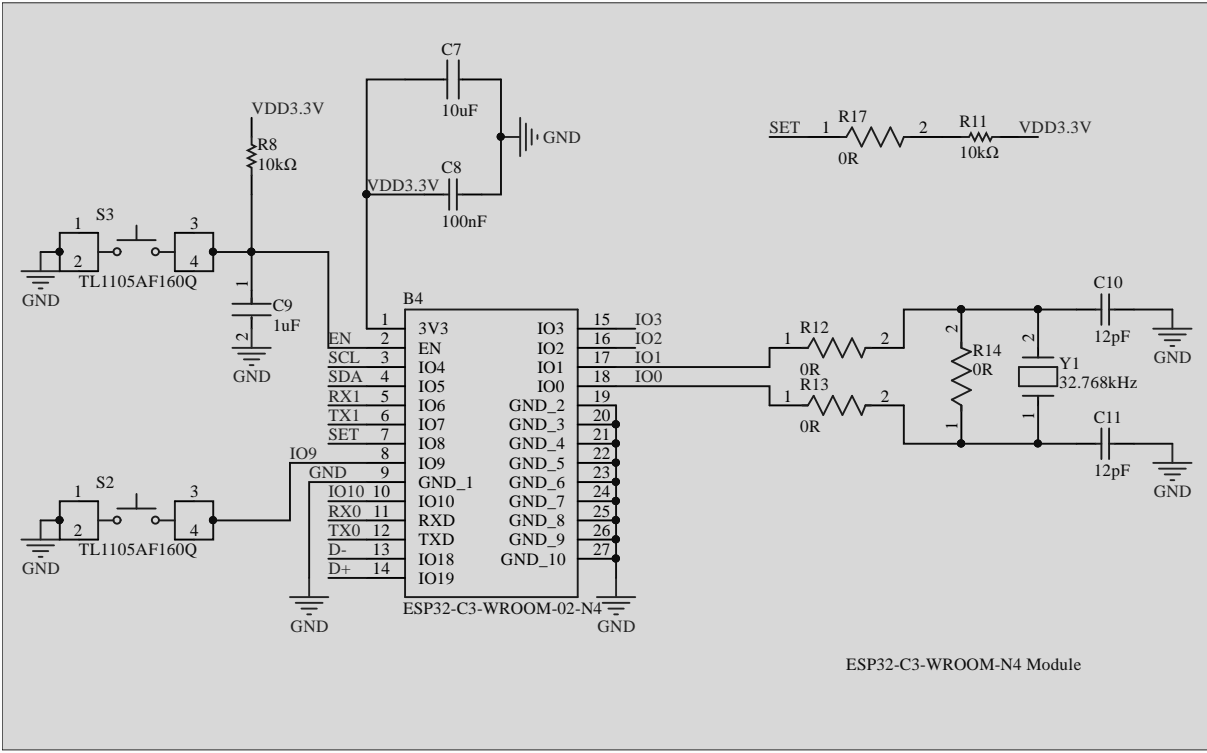 C7
10uF
GND
C8
VDD3.3V
100nF
VDD3.3V
R8
10kΩ
S3
1
2
3
4
TL1105AF160Q
GND
1
C9
1uF
2
GND
SET
1
R17
0R
2
R11
10kΩ
VDD3.3V
B4
1 3V3
EN 2 EN
SCL 3 IO4
SDA 4 IO5
RX1 5 IO6
TX1 6 IO7
SET 7 IO8
IO9 8 IO9
GND 9 GND_1
IO10 10 IO10
RX0 11 RXD
TX0 12 TXD
D- 13 IO18
D+ 14 IO19
IO3 15 IO3
IO2 16 IO2
IO1 17 IO1
IO0 18 IO0
GND_2 19
GND_3 20
GND_4 21
GND_5 22
GND_6 23
GND_7 24
GND_8 25
GND_9 26
GND_10 27
ESP32-C3-WROOM-02-N4
GND
GND
S2
1
2
3
4
TL1105AF160Q
GND
1
R12
2
0R
1
R13
2
0R
2
R14
0R
1
2
Y1
32.768kHz
1
C10
12pF
GND
C11
12pF
GND
ESP32-C3-WROOM-N4 Module